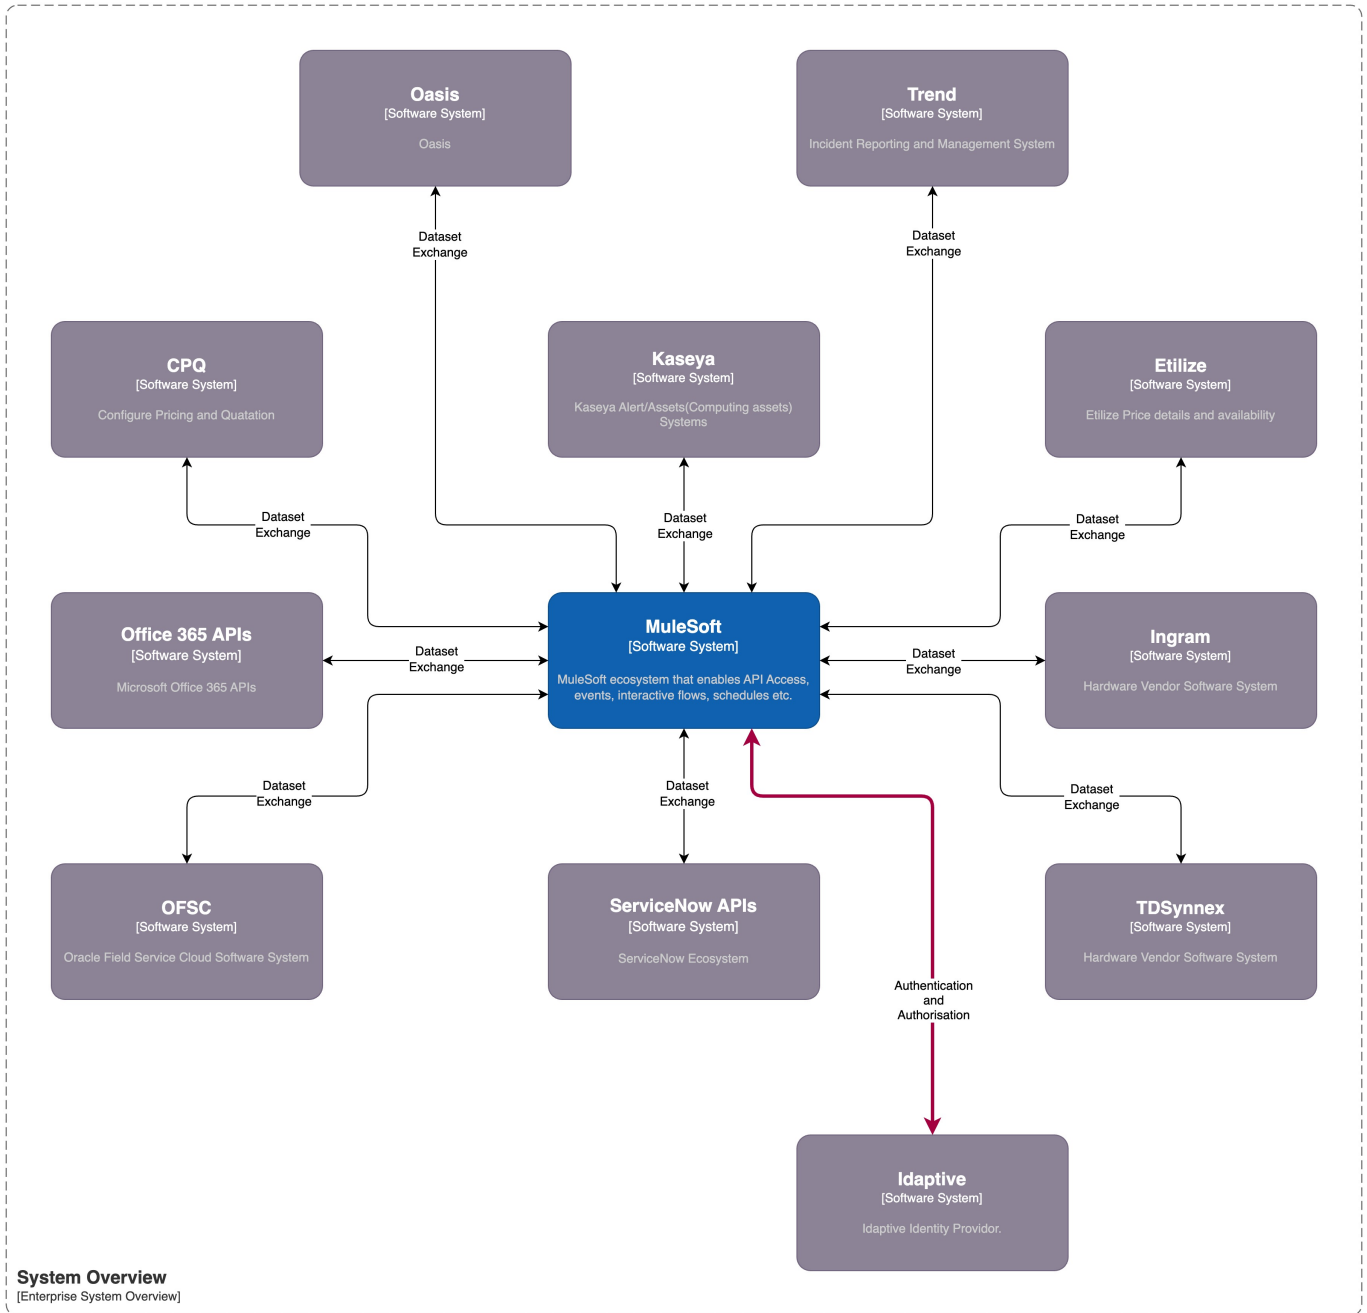 Oasis
[Software System]
Oasis
Trend
[Software System]
Incident Reporting and Management System
Dataset
Exchange
Dataset
Exchange
CPQ
[Software System]
Configure Pricing and Quatation
Kaseya
[Software System]
Kaseya Alert/Assets(Computing assets)
Systems
Etilize
[Software System]
Etilize Price details and availability
Dataset
Exchange
Dataset
Exchange
Dataset
Exchange
Office 365 APIs
[Software System]
Microsoft Office 365 APIs
Dataset
Exchange
MuleSoft
[Software System]
MuleSoft ecosystem that enables API Access,
events, interactive flows, schedules etc.
Dataset
Exchange
Ingram
[Software System]
Hardware Vendor Software System
Dataset
Exchange
Dataset
Exchange
Dataset
Exchange
OFSC
[Software System]
Oracle Field Service Cloud Software System
ServiceNow APIs
[Software System]
ServiceNow Ecosystem
TDSynnex
[Software System]
Hardware Vendor Software System
Authentication
and
Authorisation
Idaptive
[Software System]
Idaptive Identity Providor.
System Overview
[Enterprise System Overview]